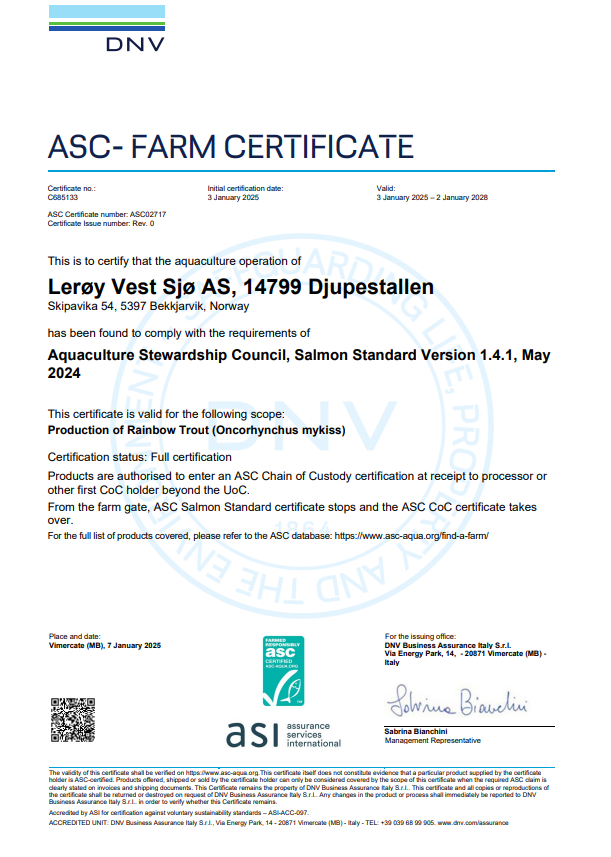 DNV
ASC- FARM CERTIFICATE
Certificate no.:
C685133
Initial certification date:
3 January 2025
Valid:
3 January 2025 – 2 January 2028
ASC Certificate number: ASC02717
Certificate Issue number: Rev. 0
This is to certify that the aquaculture operation of
Lerøy Vest Sjø AS, 14799 Djupestallen
Skipavika 54, 5397 Bekkjarvik, Norway
has been found to comply with the requirements of
Aquaculture Stewardship Council, Salmon Standard Version 1.4.1, May
2024
This certificate is valid for the following scope:
Production of Rainbow Trout (Oncorhynchus mykiss)
Certification status: Full certification
Products are authorised to enter an ASC Chain of Custody certification at receipt to processor or
other first CoC holder beyond the UoC.
From the farm gate, ASC Salmon Standard certificate stops and the ASC CoC certificate takes
over.
For the full list of products covered, please refer to the ASC database: https://www.asc-aqua.org/find-a-farm/
SAFEGUARDING LIFE, PROPERTY AND THE ENVIRONMENT
DNV
1864
Place and date:
Vimercate (MB), 7 January 2025
FARMED
RESPONSIBLY
asc
CERTIFIED
ASC-AQUA.ORG
asi assurance
services
international
For the issuing office:
DNV Business Assurance Italy S.r.l.
Via Energy Park, 14, - 20871 Vimercate (MB) -
Italy
Sabrina Bianchini
Sabrina Bianchini
Management Representative
The validity of this certificate shall be verified on https://www.asc-aqua.org.This certificate itself does not constitute evidence that a particular product supplied by the certificate
holder is ASC-certified. Products offered, shipped or sold by the certificate holder can only be considered covered by the scope of this certificate when the required ASC claim is
clearly stated on invoices and shipping documents. This Certificate remains the property of DNV Business Assurance Italy S.r.l. This certificate and all copies or reproductions of
the certificate shall be returned or destroyed on request of DNV Business Assurance Italy S.r.l.. Any changes in the product or process shall immediately be reported to DNV
Business Assurance Italy S.r.l. in order to verify whether this Certificate remains.
Accredited by ASI for certification against voluntary sustainability standards – ASI-ACC-097.
ACCREDITED UNIT: DNV Business Assurance Italy S.r.l., Via Energy Park, 14 - 20871 Vimercate (MB) - Italy - TEL: +39 039 68 99 905. www.dnv.com/assurance